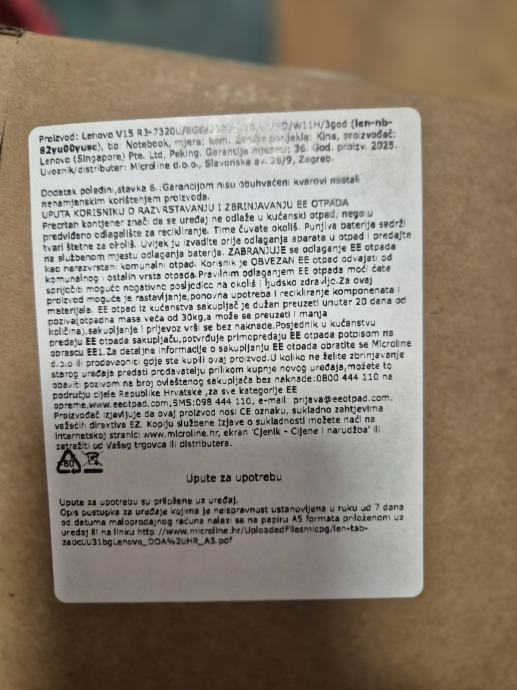 Proizvod: Lenovo V15 R3-7320U/8GB/ /W11H/3god (len-nb-
82yu00yusc), tip: Notebook, mjera: kom. Zemlje porijekla: Kina, proizvođač:
Lenovo (Singapore) Pte. Ltd, Peking. Garancija mjeseci: 36. God. proizv. 2025.
Uvoznik/distributer: Microline d.o.o., Slavonska av. 26/9, Zagreb.
Dodatak poleđini,stavka 6.:Garancijom nisu obuhvaćeni kvarovi nastali
nenamjenskim korištenjem proizvoda.
UPUTA KORISNIKU O RAZVRSTAVANJU I ZBRINJAVANJU EE OTPADA
Precrtan kontejner znači da se uređaj ne odlaže u kućanski otpad, nego u
predviđeno odlagalište za recikliranje. Time čuvate okoliš. Punjiva baterija sadrži
tvari štetne za okoliš. Uvijek ju izvadite prije odlaganja aparata u otpad i predajte
na službenom mjestu odlaganja baterija. ZABRANJUJE se odlaganje EE otpada
kao nerazvrstani komunalni otpad. Korisnik je OBVEZAN EE otpad odvajati od
komunalnog i ostalih vrsta otpada.Pravilnim odlaganjem EE otpada moći ćete
spriječiti moguće negativne posljedice na okoliš i ljudsko zdravlje.Za ovaj
proizvod moguće je rastavljanje,ponovna uporeba i recikliranje komponenata i
materijala. EE otpad iz kućanstva sakupljač je dužan preuzeti unutar 20 dana od
poziva(otpadna masa veća od 30kg,a može se preuzeti i manja
količina),sakupljanje i prijevoz vrši se bez naknade.Posjednik u kućanstvu
predaju EE otpada sakupljaču,potvrđuje primopredaju EE otpada potpisom na
obrascu EE1.Za detaljne informacije o sakupljanju EE otpada obratite se Microline
d.o.o ili prodavaonici gdje ste kupili ovaj proizvod.U koliko ne želite zbrinjavanje
starog uređaja predati prodavatelju prilikom kupnje novog uređaja,možete to
obaviti pozivom na broj ovlaštenog sakupljača bez naknade:0800 444 110 na
području cijele Republike Hrvatske ,za sve kategorije EE
opreme.www.eeotpad.com,SMS:098 444 110; e-mail: prijava@eeotpad.com.
Proizvođač izjavljuje da ovaj proizvod nosi CE oznaku, sukladno zahtjevima
važećih direktiva EZ. Kopiju službene Izjave o sukladnosti možete naći na
Internetskoj stranici www.microline.hr, ekran 'Cjenik - Cijene i narudžba' ili
zatražiti od Vašeg trgovca ili distributera.
80
Upute za upotrebu
Upute za upotrebu su priložene uz uređaj.
Opis postupka za uređaje kojima je neispravnost ustanovljena u roku od 7 dana
od datuma maloprodajnog računa nalazi se na papiru A5 formata priloženom uz
uređaj ili na linku http://www.microline.hr/UploadedFilesmicpg/len-tab-
za0c0031bgLenovo_DOA%20HR_A5.pdf